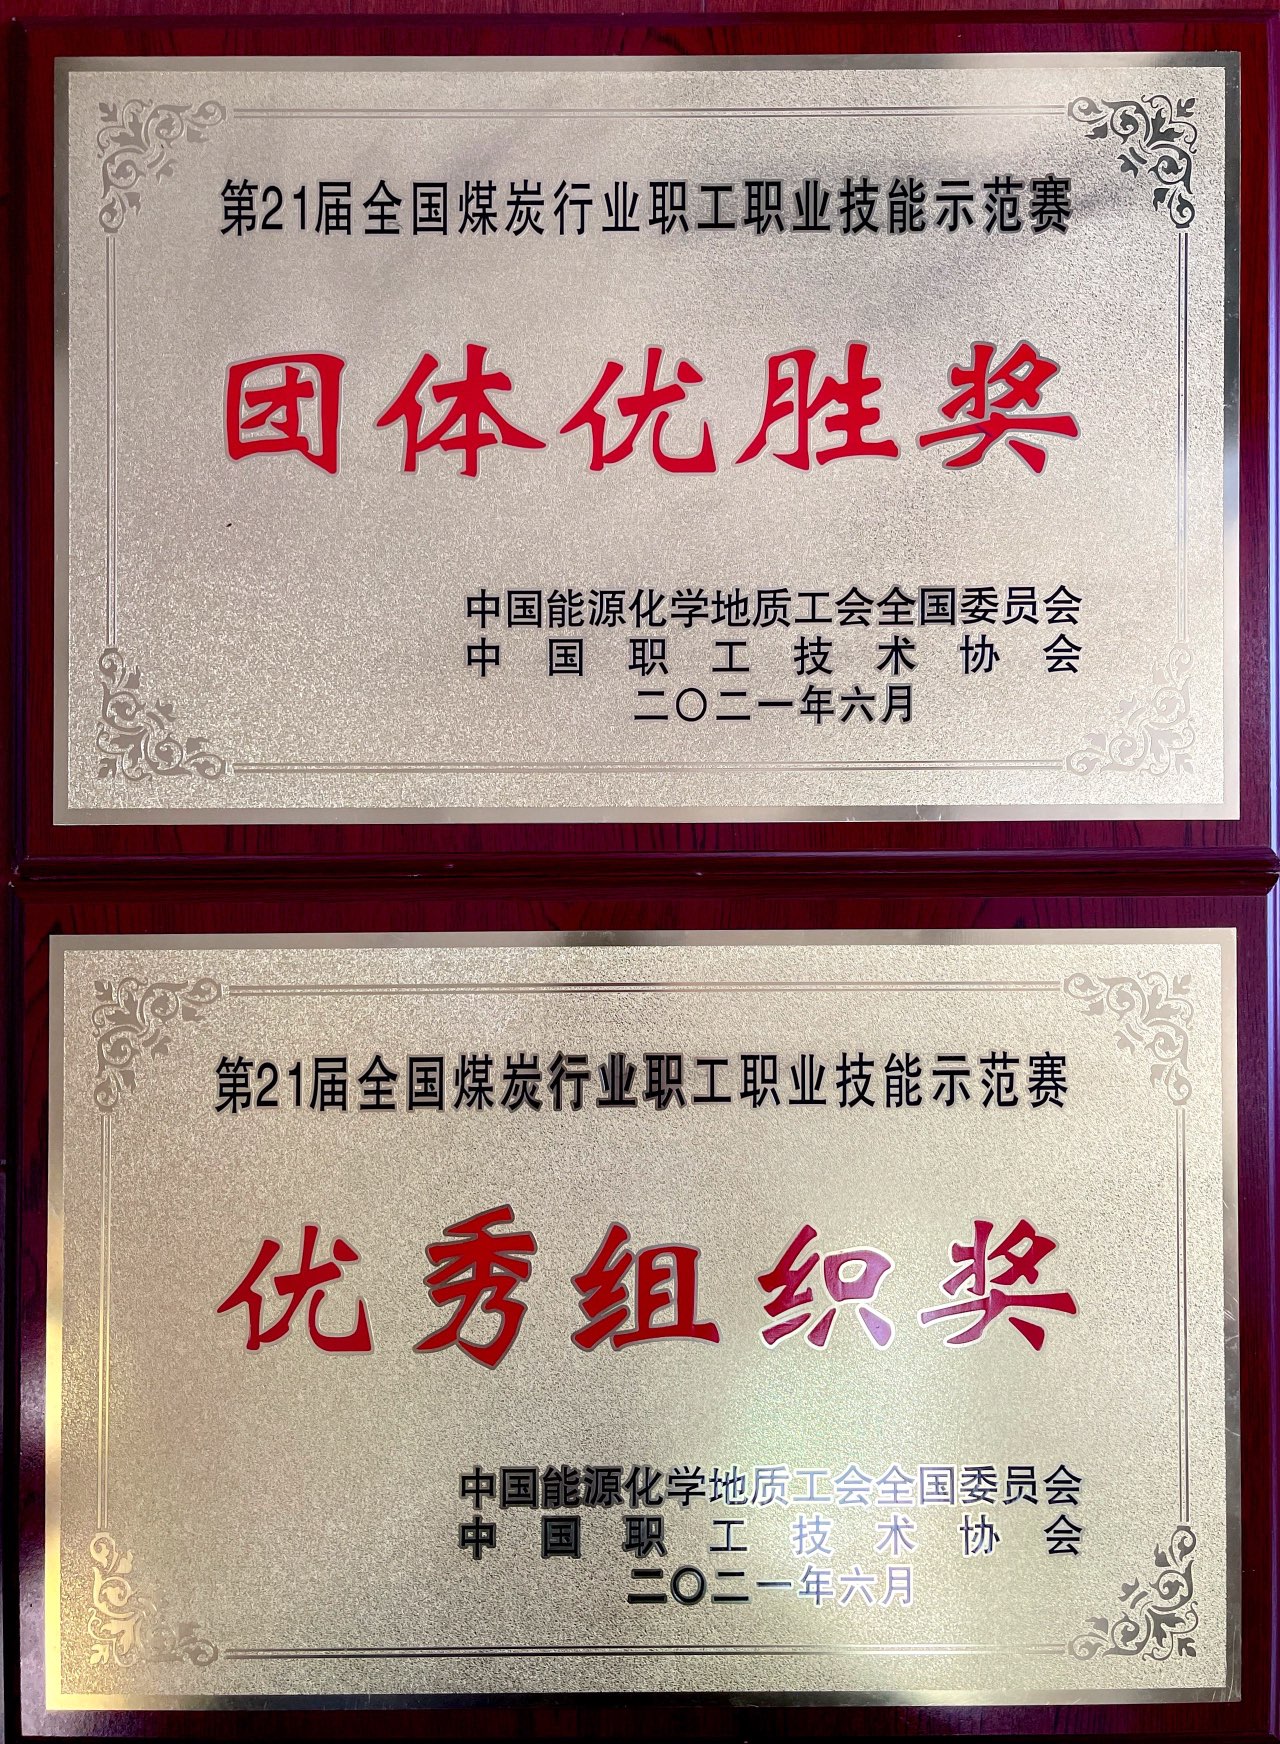 第21届全国煤炭行业职工职业技能示范赛
团体优胜奖
中国能源化学地质工会全国委员会
中国职工技术协会
二〇二一年六月
第21届全国煤炭行业职工职业技能示范赛
优秀组织奖
中国能源化学地质工会全国委员会
中国职工技术协会
二〇二一年六月